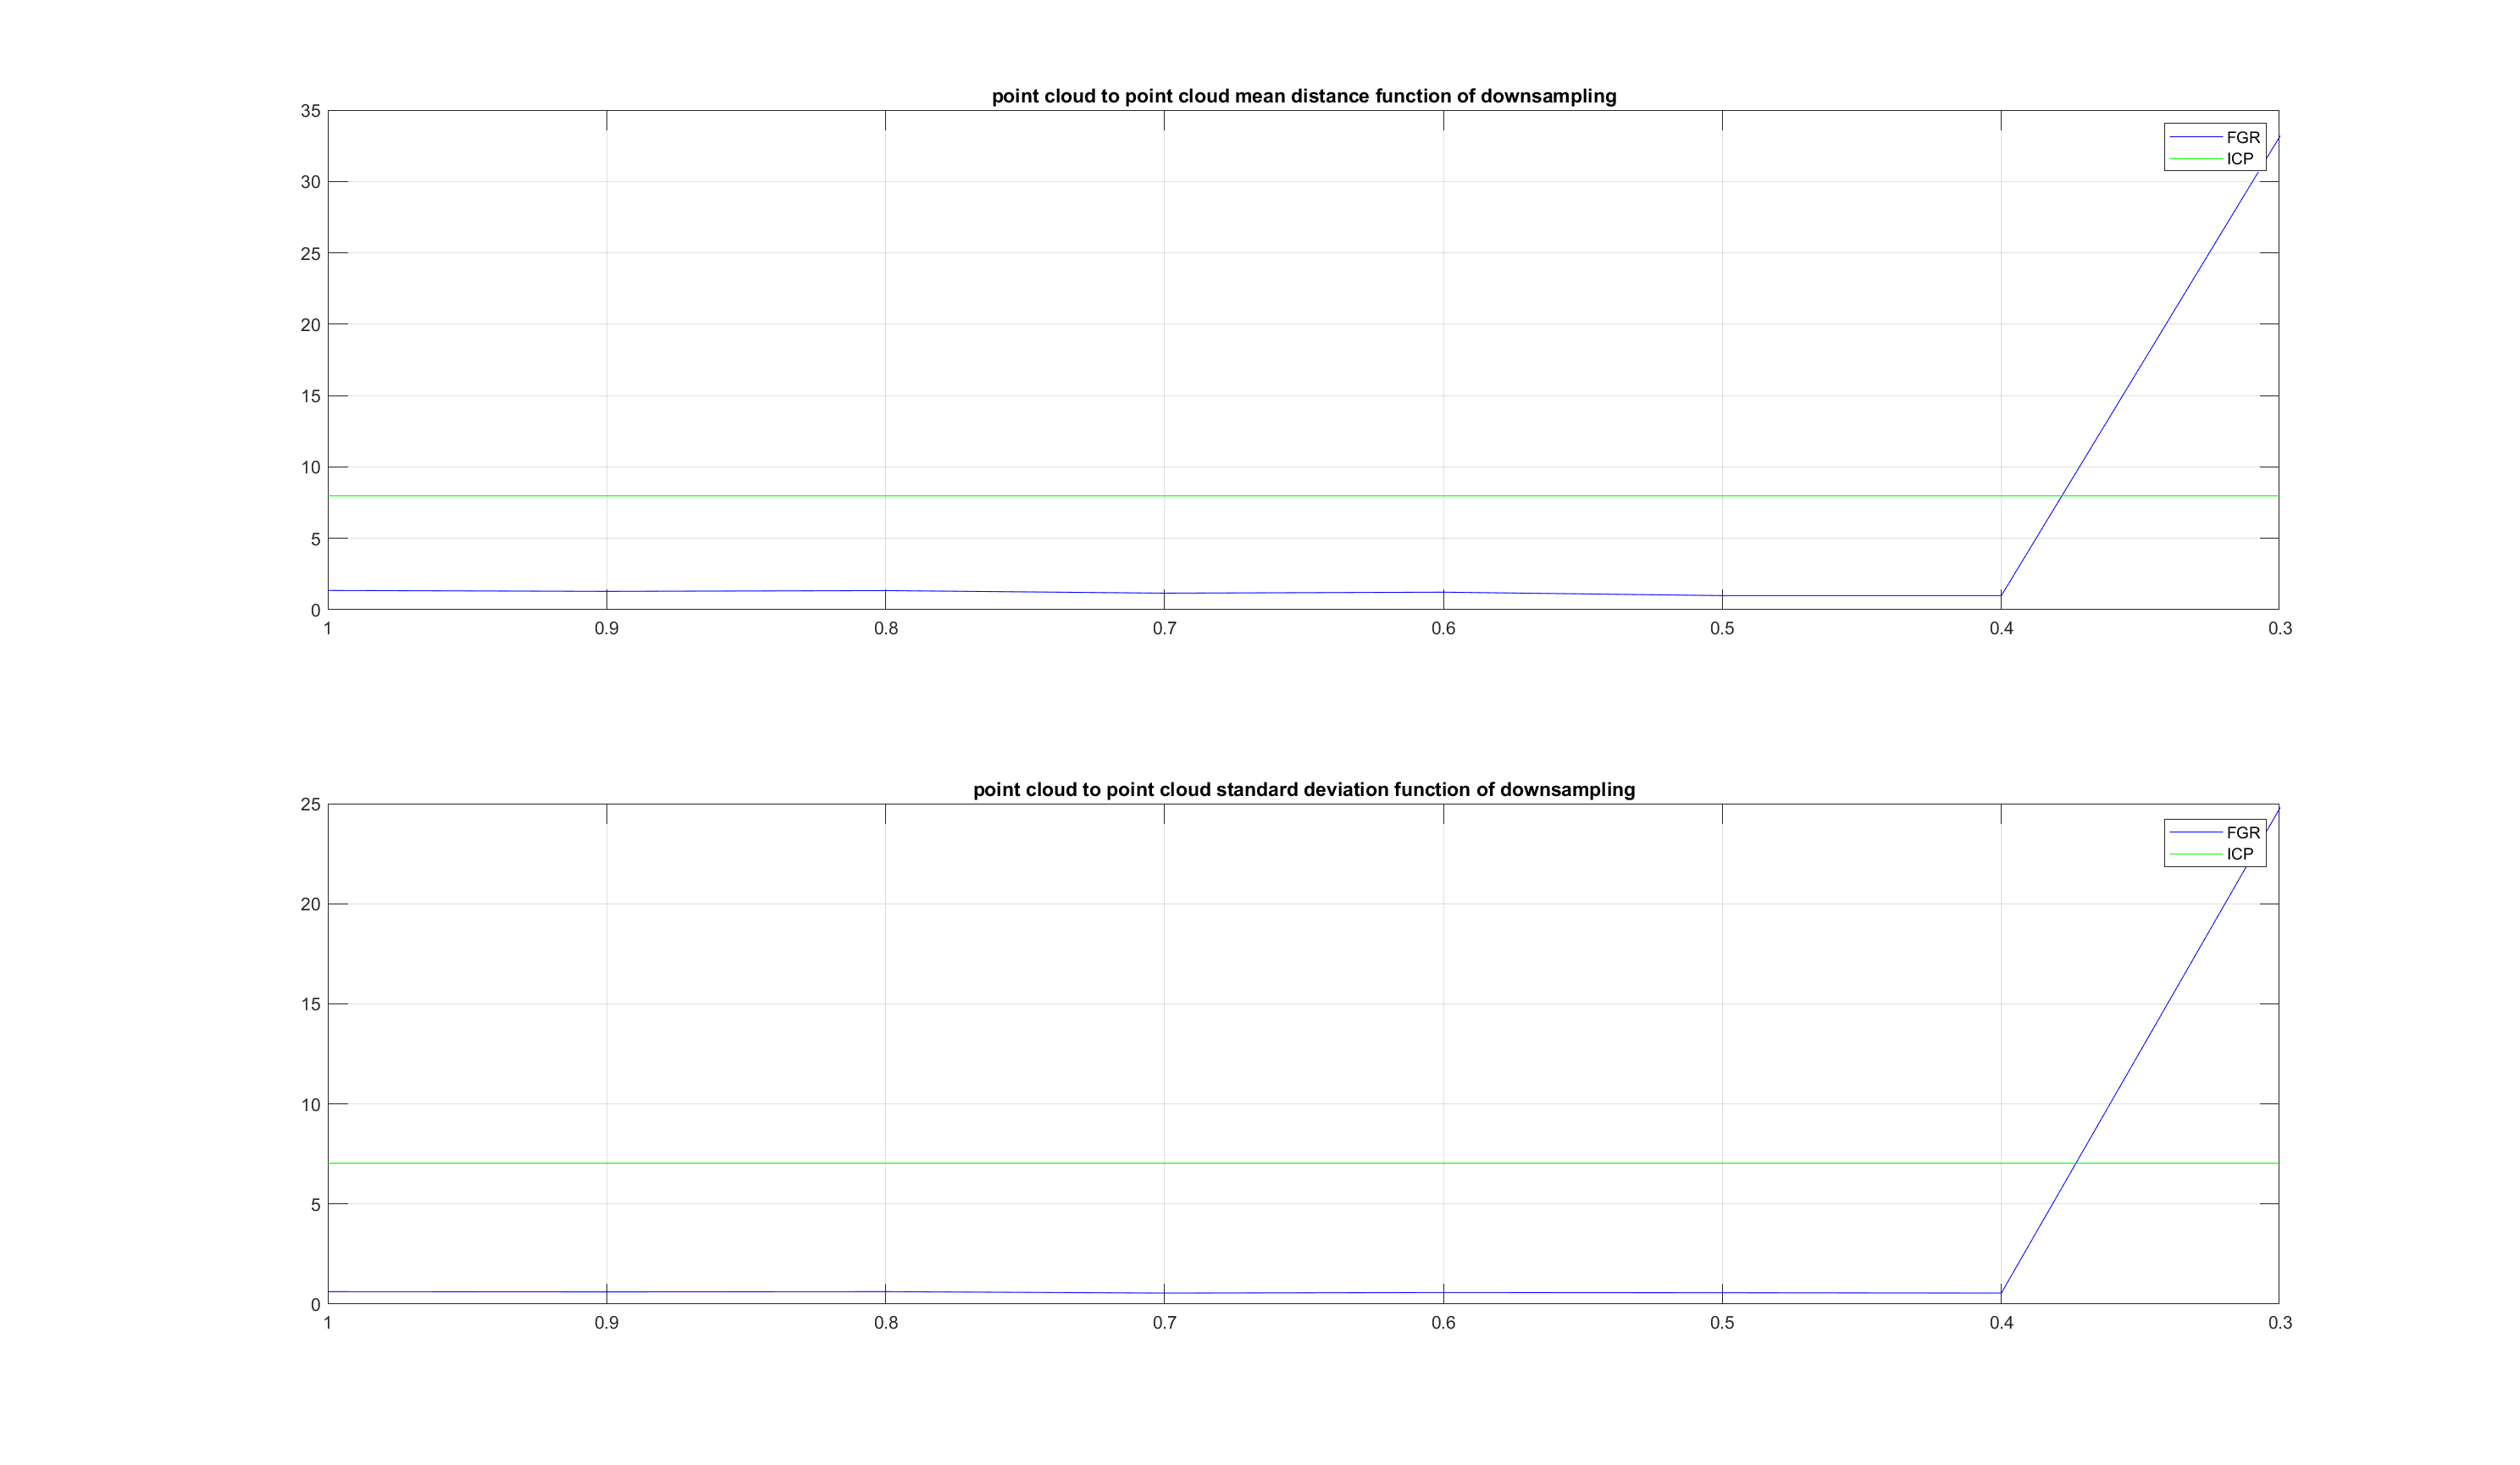 point cloud to point cloud mean distance function of downsampling
35
30
25
20
15
10
5
0
FGR
ICP
1 0.9 0.8 0.7 0.6 0.5 0.4 0.3
point cloud to point cloud standard deviation function of downsampling
25
20
15
10
5
0
FGR
ICP
1 0.9 0.8 0.7 0.6 0.5 0.4 0.3